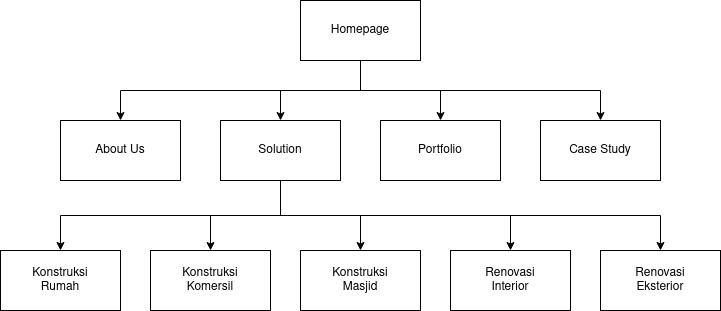 Homepage
About Us
Solution
Portfolio
Case Study
Konstruksi
Rumah
Konstruksi
Komersil
Konstruksi
Masjid
Renovasi
Interior
Renovasi
Eksterior